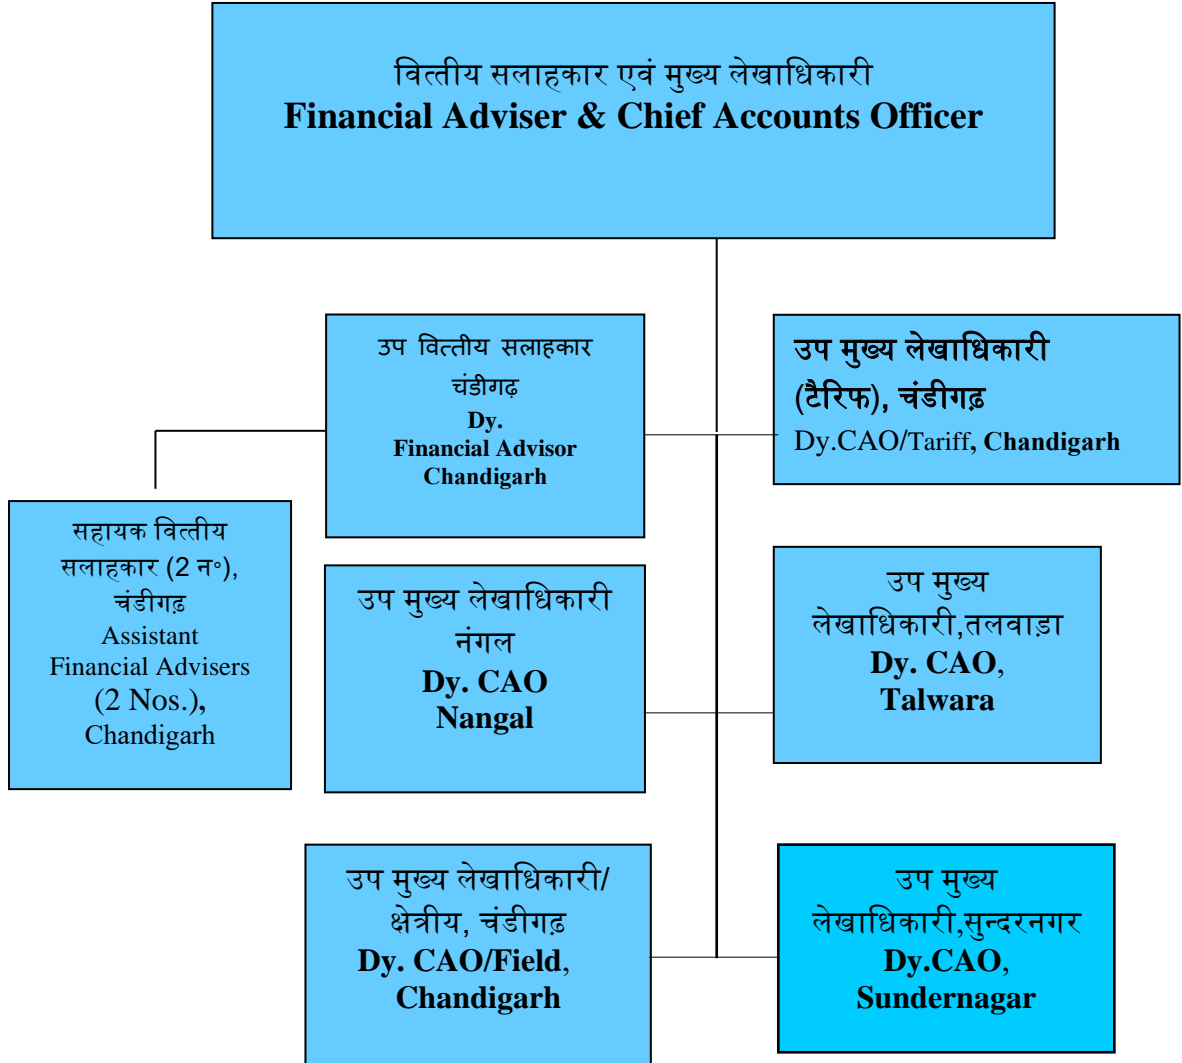 वित्तीय सलाहकार एवं मुख्य लेखाधिकारी
Financial Adviser & Chief Accounts Officer
उप वित्तीय सलाहकार
चंडीगढ़
Dy.
Financial Advisor
Chandigarh
उप मुख्य लेखाधिकारी
(टैरिफ), चंडीगढ़
Dy.CAO/Tariff, Chandigarh
सहायक वित्तीय
सलाहकार (2 न॰),
चंडीगढ़
Assistant
Financial Advisers
(2 Nos.),
Chandigarh
उप मुख्य लेखाधिकारी
नंगल
Dy. CAO
Nangal
उप मुख्य
लेखाधिकारी,तलवाड़ा
Dy. CAO,
Talwara
उप मुख्य लेखाधिकारी/
क्षेत्रीय, चंडीगढ़
Dy. CAO/Field,
Chandigarh
उप मुख्य
लेखाधिकारी,सुन्दरनगर
Dy.CAO,
Sundernagar